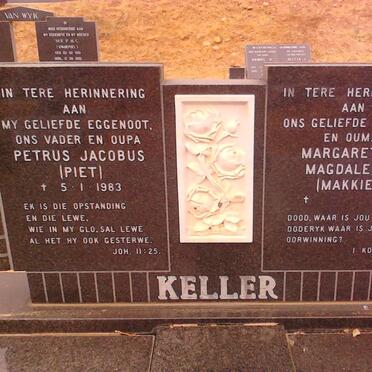 VAN WYK
IN TERE HERINNERING
AAN
MY GELIEFDE EGGENOOT,
ONS VADER EN OUPA
PETRUS JACOBUS
(PIET)
† 5·1·1983
EK IS DIE OPSTANDING
EN DIE LEWE,
WIE IN MY GLO, SAL LEWE
AL HET HY OOK GESTERWE.
JOH. 11:25.
IN TERE HER
AAN
ONS GELIEFDE
EN OUM
MARGARET
MAGDALE
(MAKKIE
†
DOOD, WAAR IS JOU
DODERYK WAAR IS J
OORWINNING?
I KO
KELLER